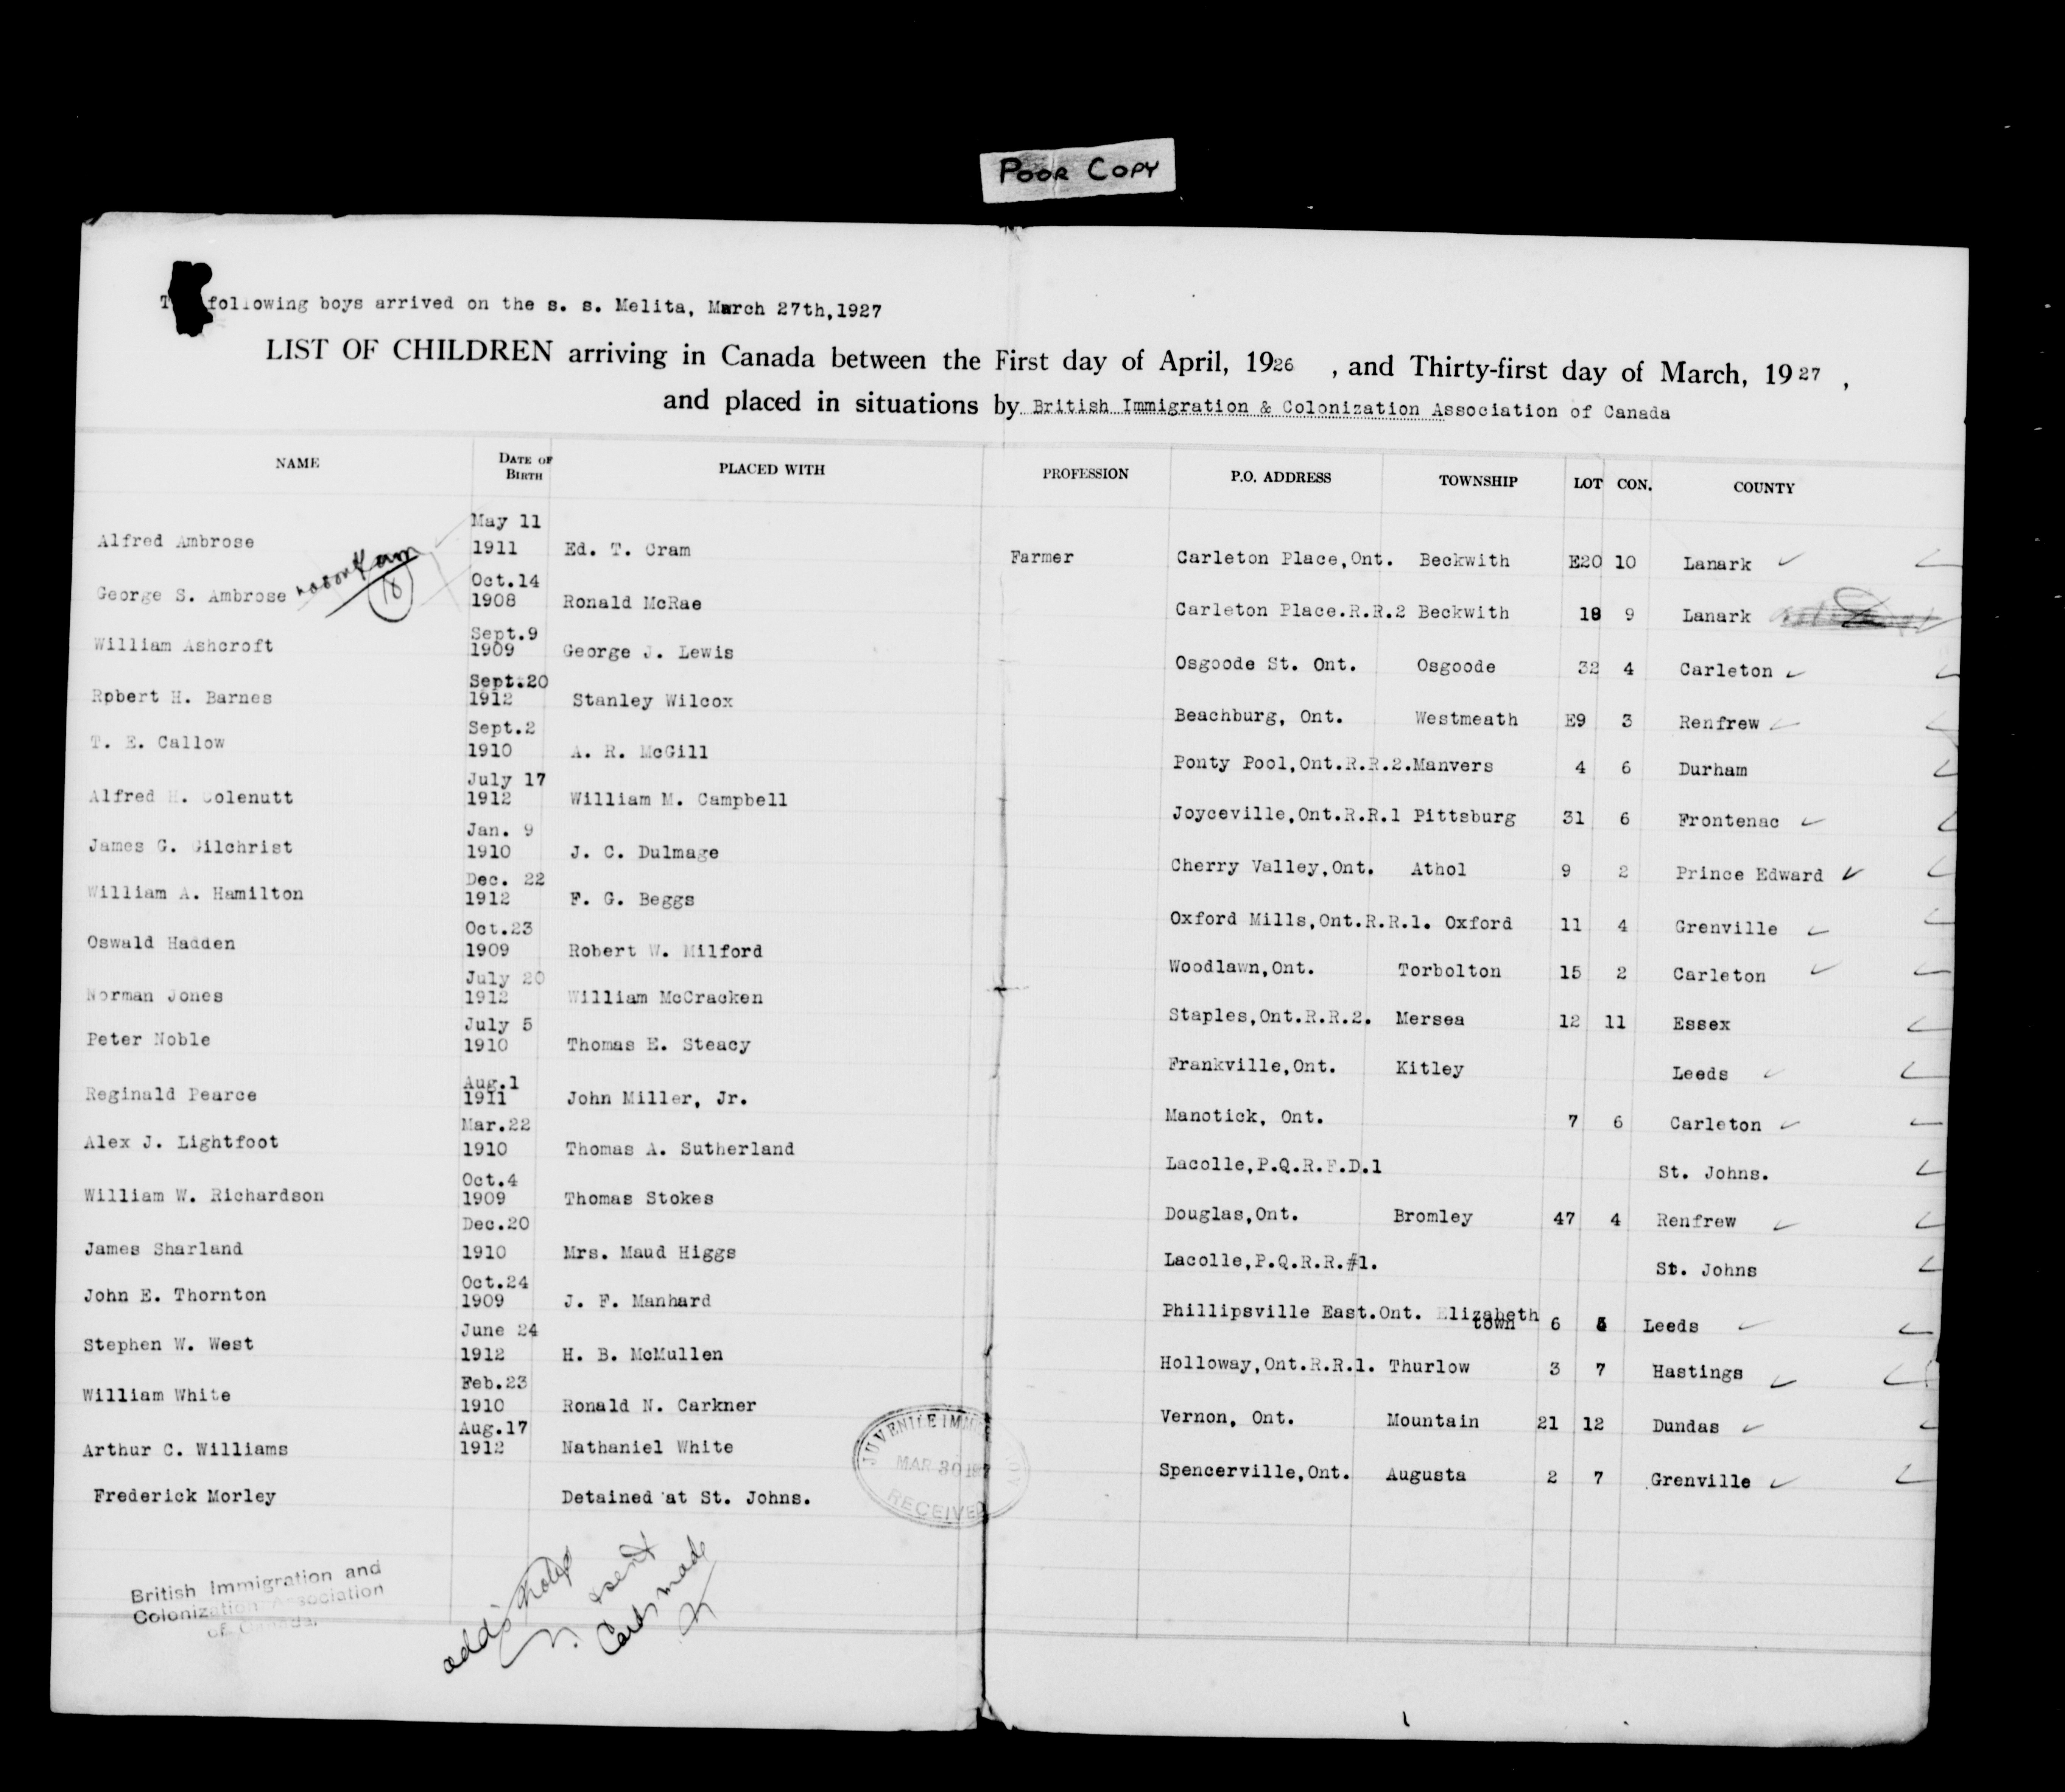 POOR COPY
following boys arrived on the s. s. Melita, March 27th,1927
LIST OF CHILDREN arriving in Canada between the First day of April, 1926 , and Thirty-first day of March, 1927 ,
and placed in situations by British Immigration & Colonization Association of Canada
NAME DATE OF BIRTH PLACED WITH PROFESSION P.O. ADDRESS TOWNSHIP LOT CON. COUNTY
Alfred Ambrose May 11 1911 Ed. T. Cram Farmer Carleton Place,Ont. Beckwith E20 10 Lanark
George S. Ambrose 18 Oct.14 1908 Ronald McRae Carleton Place.R.R.2 Beckwith 18 9 Lanark
William Ashcroft Sept.9 1909 George J. Lewis Osgoode St. Ont. Osgoode 32 4 Carleton
Robert H. Barnes Sept.20 1912 Stanley Wilcox Beachburg, Ont. Westmeath E9 3 Renfrew
T. E. Callow Sept.2 1910 A. R. McGill Ponty Pool,Ont.R.R.2.Manvers 4 6 Durham
Alfred H. Colenutt July 17 1912 William M. Campbell Joyceville,Ont.R.R.1 Pittsburg 31 6 Frontenac
James G. Gilchrist Jan. 9 1910 J. C. Dulmage Cherry Valley,Ont. Athol 9 2 Prince Edward
William A. Hamilton Dec. 22 1912 F. G. Beggs Oxford Mills,Ont.R.R.1. Oxford 11 4 Grenville
Oswald Hadden Oct.23 1909 Robert W. Milford Woodlawn,Ont. Torbolton 15 2 Carleton
Norman Jones July 20 1912 William McCracken Staples,Ont.R.R.2. Mersea 12 11 Essex
Peter Noble July 5 1910 Thomas E. Steacy Frankville,Ont. Kitley Leeds
Reginald Pearce Aug.1 1911 John Miller, Jr. Manotick, Ont. 7 6 Carleton
Alex J. Lightfoot Mar.22 1910 Thomas A. Sutherland Lacolle,P.Q.R.F.D.1 St. Johns.
William W. Richardson Oct.4 1909 Thomas Stokes Douglas,Ont. Bromley 47 4 Renfrew
James Sharland Dec.20 1910 Mrs. Maud Higgs Lacolle,P.Q.R.R.#1. St. Johns
John E. Thornton Oct.24 1909 J. F. Manhard Phillipsville East.Ont. Elizabeth town 6 Leeds
Stephen W. West June 24 1912 H. B. McMullen Holloway,Ont.R.R.1. Thurlow 3 7 Hastings
William White Feb.23 1910 Ronald N. Carkner Vernon, Ont. Mountain 21 12 Dundas
Arthur C. Williams Aug.17 1912 Nathaniel White Spencerville,Ont. Augusta 2 7 Grenville
Frederick Morley Detained at St. Johns.
JUVENILE IMM
MAR 30 1927
RECEIVED
British Immigration and
Colonization Association
of Canada.
sent
Cards made